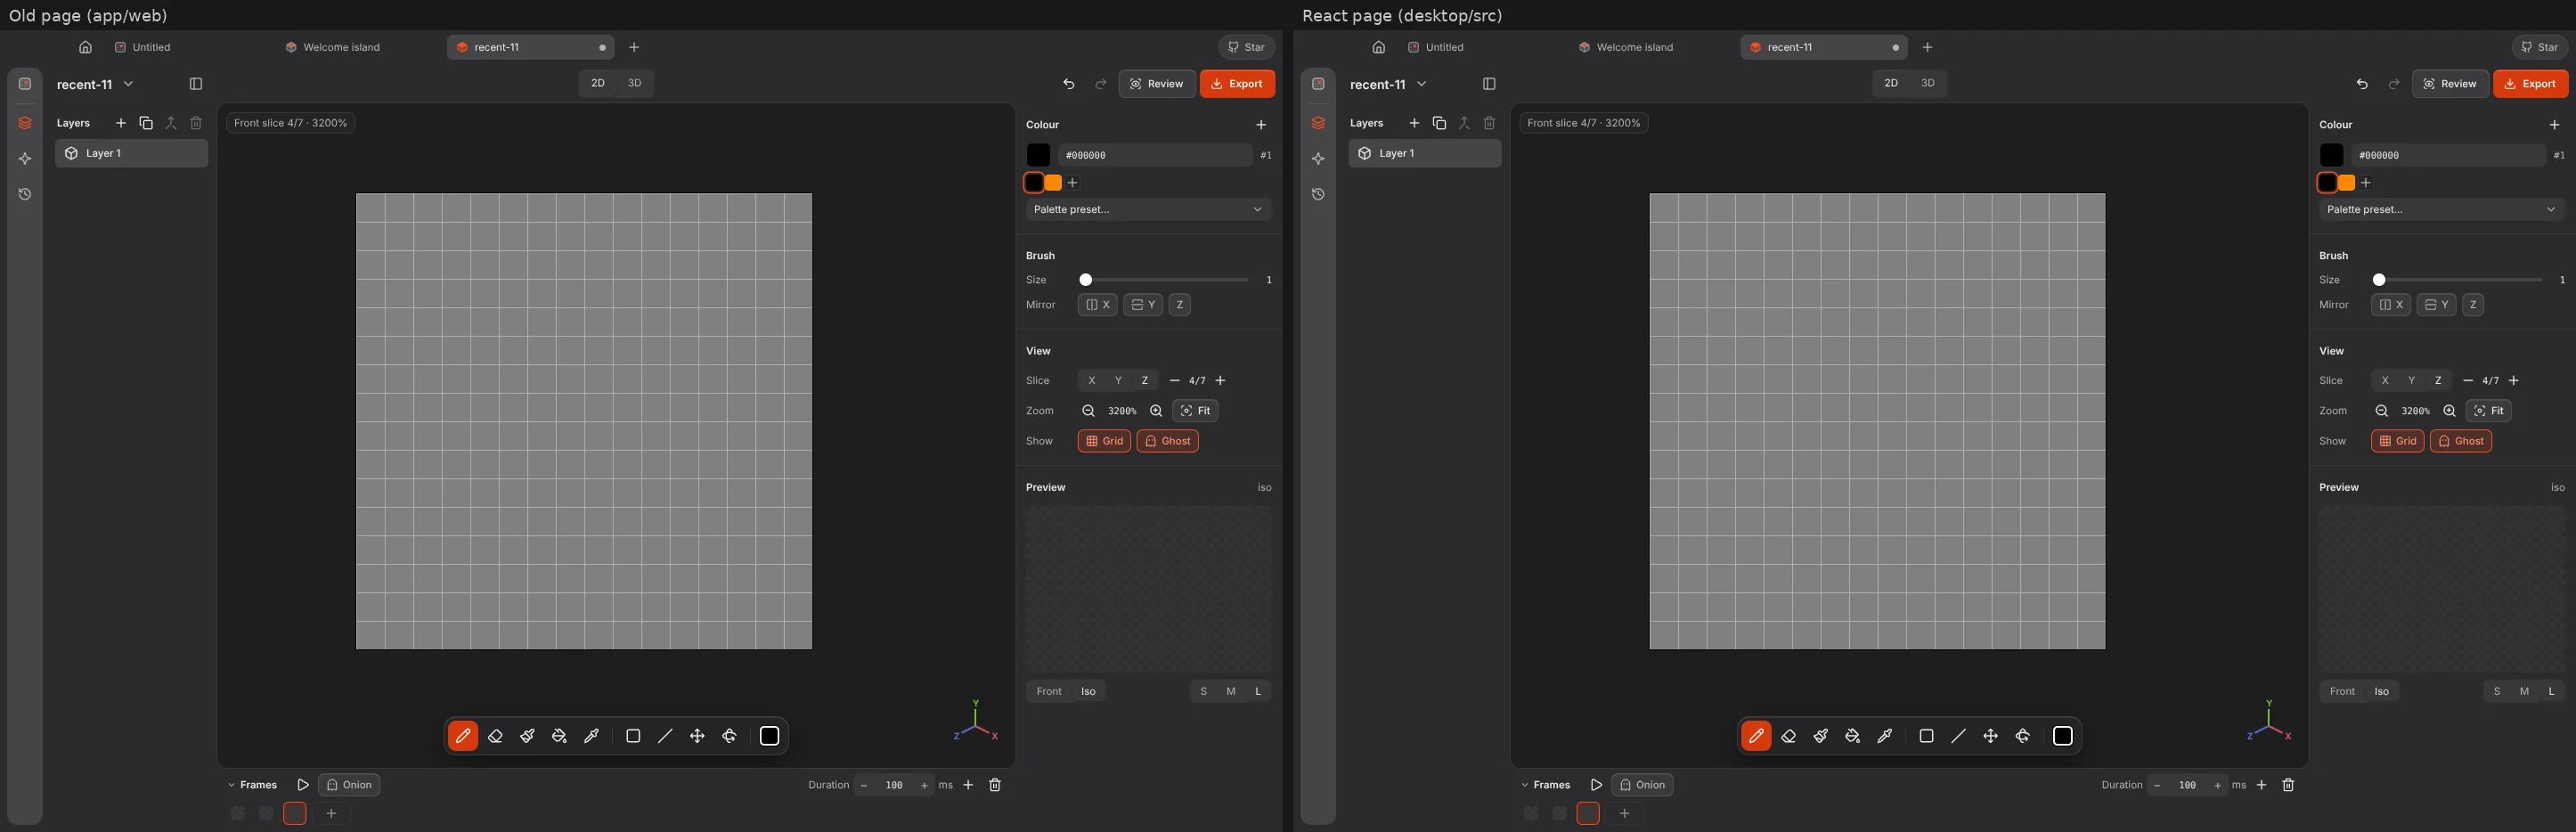 Old page (app/web)
Untitled
Welcome island
recent-11
Star
recent-11
2D 3D
Review
Export
Layers
Layer 1
Front slice 4/7 · 3200%
Colour
#000000 #1
Palette preset...
Brush
Size 1
Mirror X Y Z
View
Slice X Y Z 4/7
Zoom 3200% Fit
Show Grid Ghost
Preview iso
Front Iso S M L
Y
Z X
Frames Onion Duration 100 ms
React page (desktop/src)
Untitled
Welcome island
recent-11
Star
recent-11
2D 3D
Review
Export
Layers
Layer 1
Front slice 4/7 · 3200%
Colour
#000000 #1
Palette preset...
Brush
Size 1
Mirror X Y Z
View
Slice X Y Z 4/7
Zoom 3200% Fit
Show Grid Ghost
Preview iso
Front Iso S M L
Y
Z X
Frames Onion Duration 100 ms